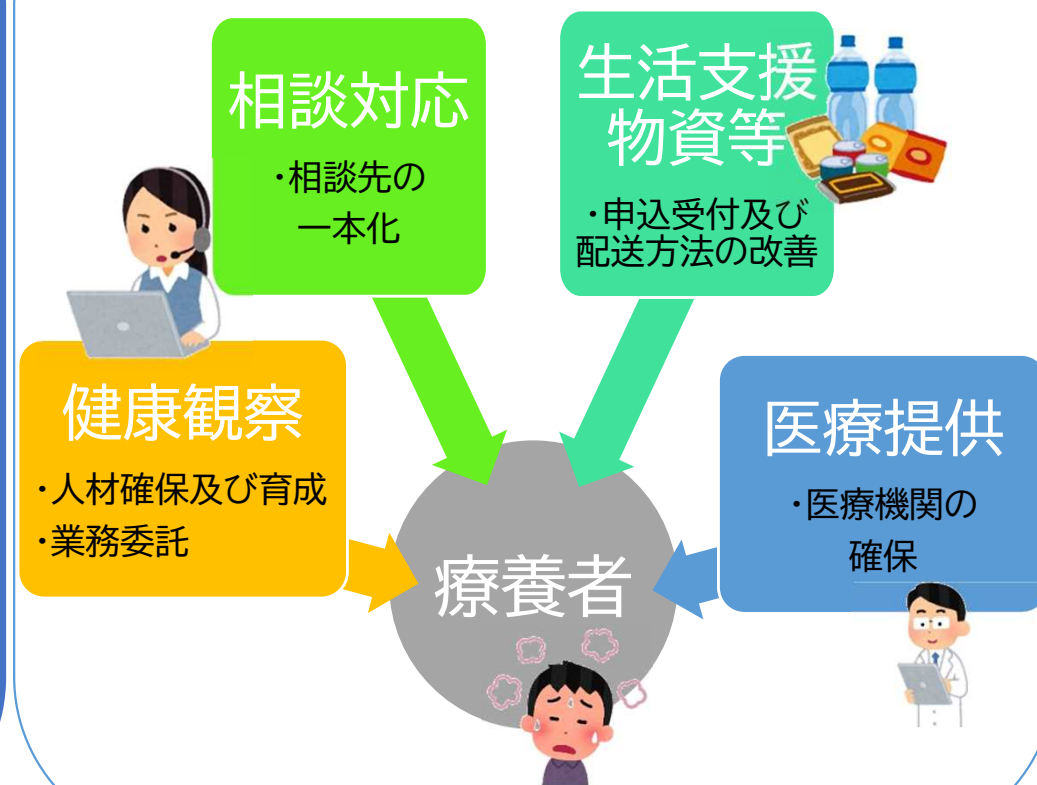 相談対応
・相談先の
一本化
生活支援
物資等
・申込受付及び
配送方法の改善
健康観察
・人材確保及び育成
・業務委託
医療提供
・医療機関の
確保
療養者